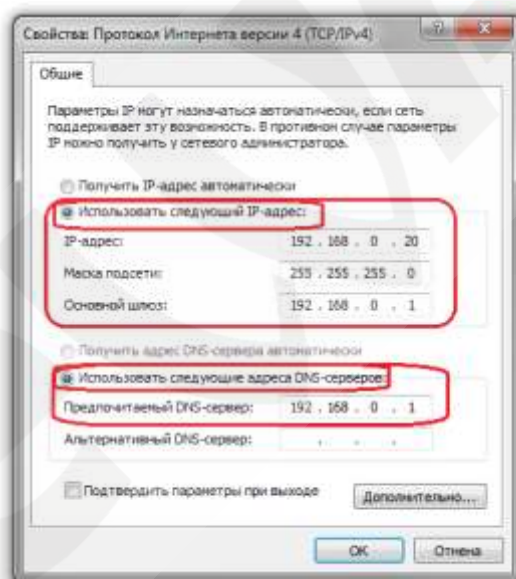 Свойства: Протокол Интернета версии 4 (TCP/IPv4)
Общие
Параметры IP могут назначаться автоматически, если сеть
поддерживает эту возможность. В противном случае параметры
IP можно получить у сетевого администратора.
Получить IP-адрес автоматически
Использовать следующий IP-адрес:
IP-адрес: 192 . 168 . 0 . 20
Маска подсети: 255 . 255 . 255 . 0
Основной шлюз: 192 . 168 . 0 . 1
Получить адрес DNS-сервера автоматически
Использовать следующие адреса DNS-серверов:
Предпочитаемый DNS-сервер: 192 . 168 . 0 . 1
Альтернативный DNS-сервер: . . .
Подтвердить параметры при выходе
Дополнительно...
ОК
Отмена